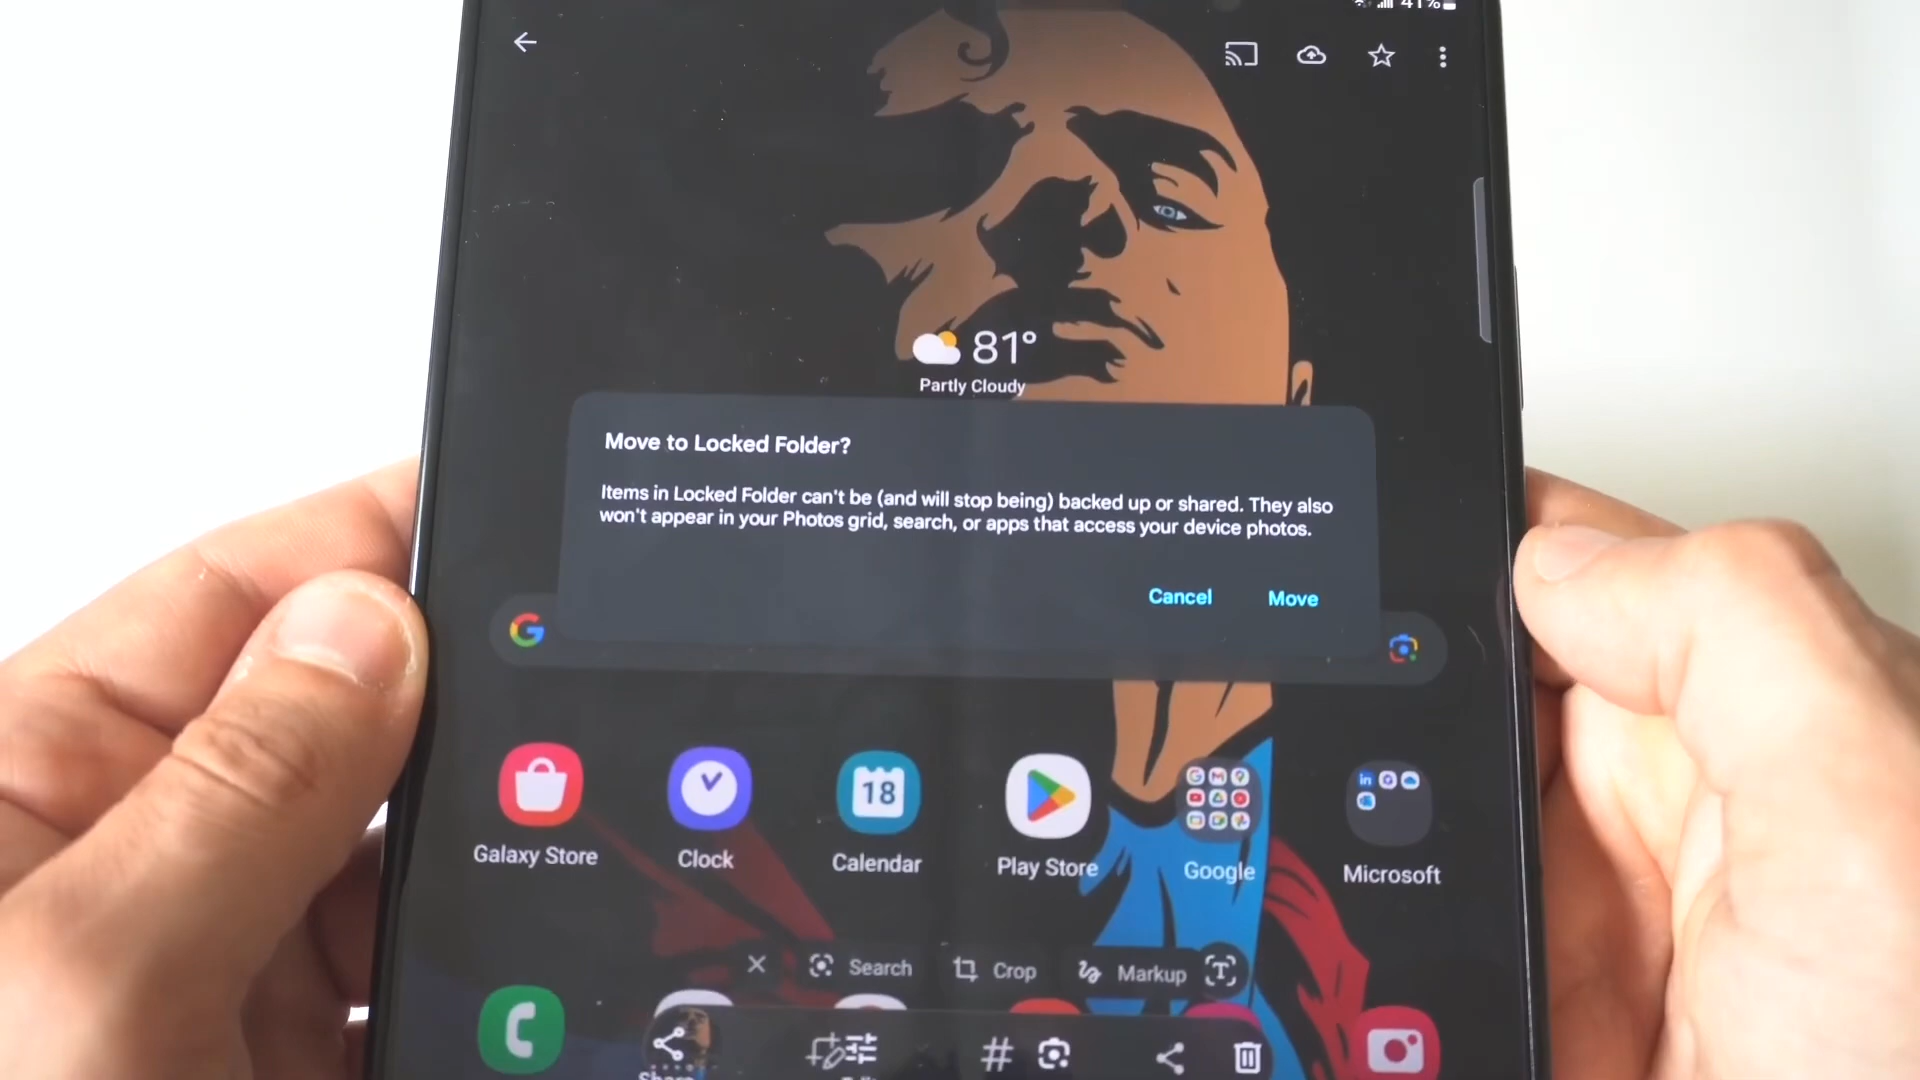 41%
81°
Partly Cloudy
Move to Locked Folder?
Items in Locked Folder can't be (and will stop being) backed up or shared. They also
won't appear in your Photos grid, search, or apps that access your device photos.
Cancel Move
18
Galaxy Store Clock Calendar Play Store Google Microsoft
Search Crop Markup